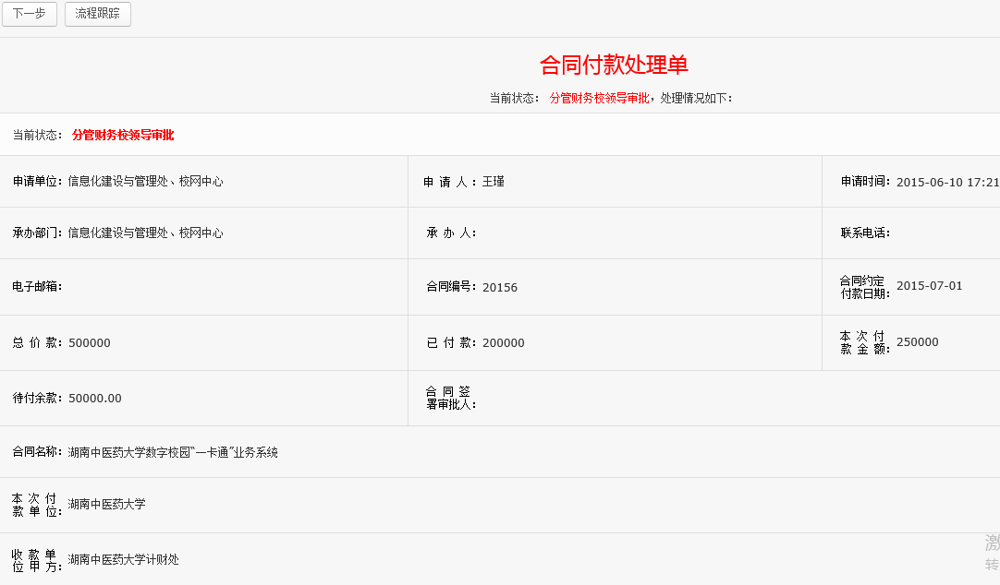 下一步 流程跟踪
合同付款处理单
当前状态： 分管财务校领导审批，处理情况如下：
当前状态： 分管财务校领导审批
申请单位：信息化建设与管理处、校网中心 申 请 人 ：王瑾 申请时间：2015-06-10 17:21
承办部门：信息化建设与管理处、校网中心 承 办 人： 联系电话：
电子邮箱： 合同编号：20156 合同约定
付款日期：2015-07-01
总 价 款：500000 已 付 款：200000 本 次 付
款 金 额：250000
待付余款：50000.00 合 同 签
署审批人：
合同名称：湖南中医药大学数字校园“一卡通”业务系统
本 次 付
款 单 位：湖南中医药大学
收 款 单
位 甲 方：湖南中医药大学计财处
激
转